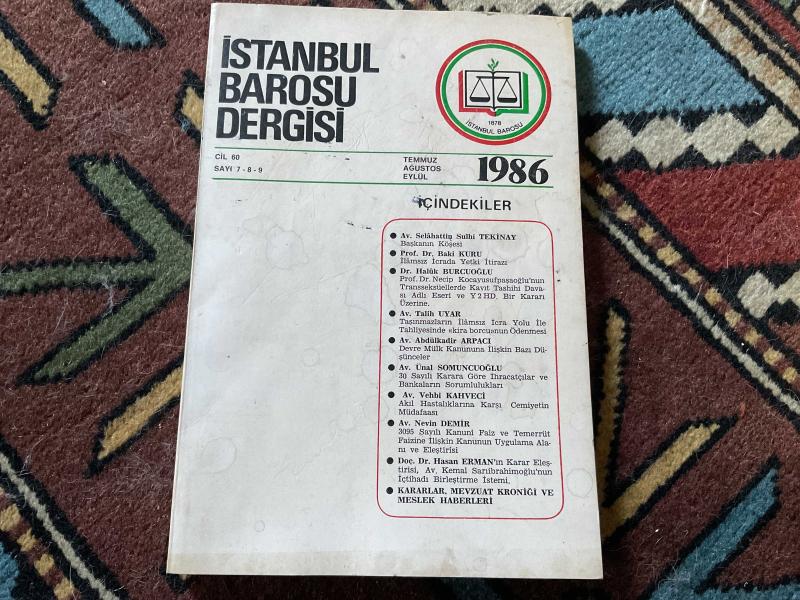 İSTANBUL
BAROSU
DERGİSİ
1878
İSTANBUL BAROSU
CİL 60
SAYI 7 - 8 - 9
TEMMUZ
AĞUSTOS
EYLÜL
1986
İÇİNDEKİLER
● Av. Selâhattin Sulhi TEKİNAY
Başkanın Köşesi
● Prof. Dr. Baki KURU
İlâmsız İcrada Yetki İtirazı
● Dr. Halûk BURCUOĞLU
Prof. Dr. Necip Kocayusufpaşaoğlu'nun
Transseksüellerde Kayıt Tashihi Dava-
sı Adlı Eseri ve Y 2 HD. Bir Kararı
Üzerine.
● Av. Talih UYAR
Taşınmazların İlâmsız İcra Yolu İle
Tahliyesinde «kira borcu»nun Ödenmesi
● Av. Abdülkadir ARPACI
Devre Mülk Kanununa İlişkin Bazı Dü-
şünceler
● Av. Ünal SOMUNCUOĞLU
30 Sayılı Karara Göre İhracatçılar ve
Bankaların Sorumlulukları
● Av. Vehbi KAHVECİ
Akıl Hastalıklarına Karşı Cemiyetin
Müdafaası
● Av. Nevin DEMİR
3095 Sayılı Kanuni Faiz ve Temerrüt
Faizine İlişkin Kanunun Uygulama Ala-
nı ve Eleştirisi
● Doç. Dr. Hasan ERMAN'ın Karar Eleş-
tirisi, Av. Kemal Sarıibrahimoğlu'nun
İçtihadı Birleştirme İstemi.
● KARARLAR, MEVZUAT KRONİĞİ VE
MESLEK HABERLERİ